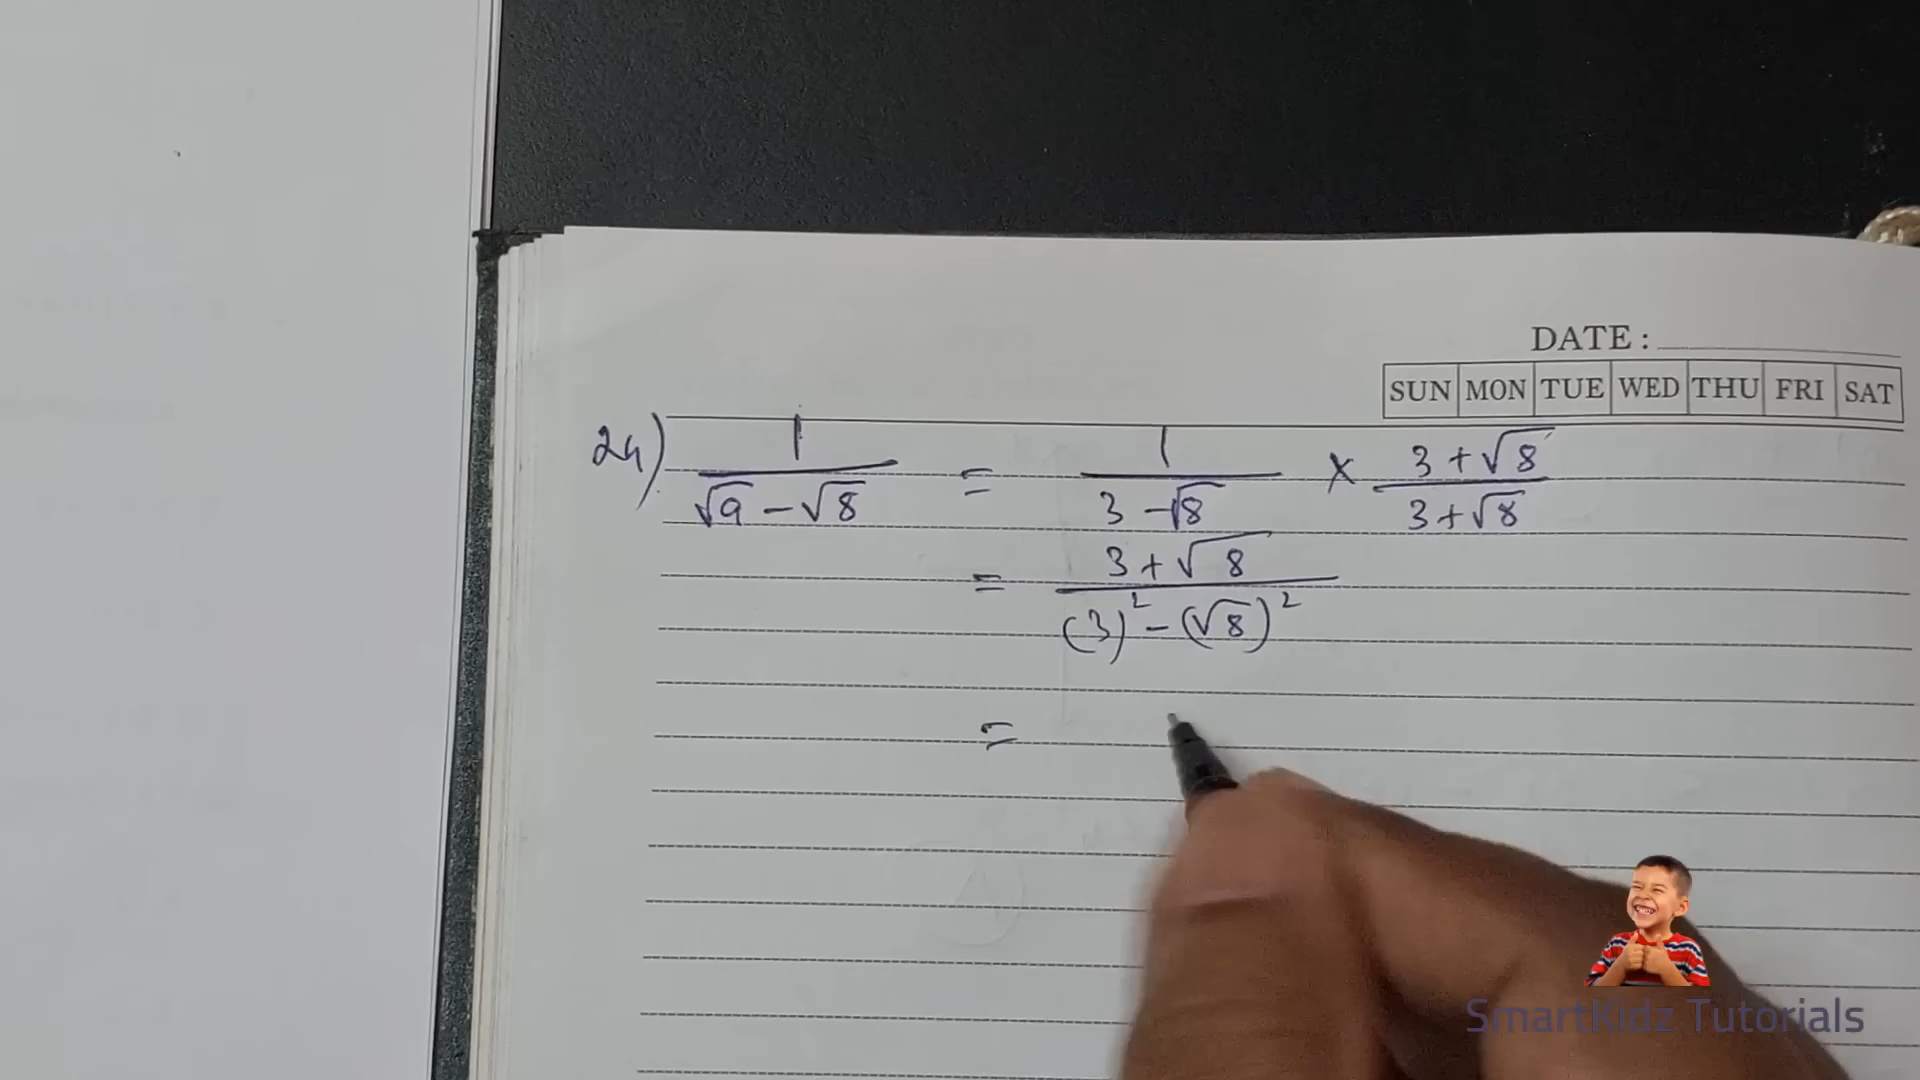 DATE :
SUN MON TUE WED THU FRI SAT
24) 1/(√9 − √8) = 1/(3 − √8) × (3 + √8)/(3 + √8)
= (3 + √8)/((3)² − (√8)²)
=
SmartKidz Tutorials